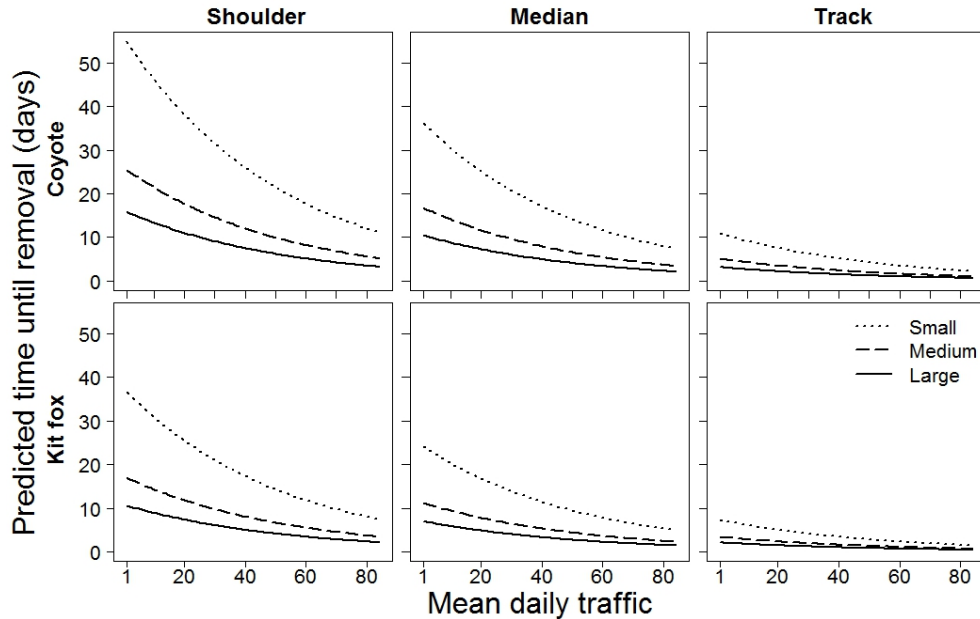 Shoulder Median Track
Predicted time until removal (days)
Coyote
50
40
30
20
10
0
Kit fox
50
40
30
20
10
0
Small
Medium
Large
1 20 40 60 80 1 20 40 60 80 1 20 40 60 80
Mean daily traffic